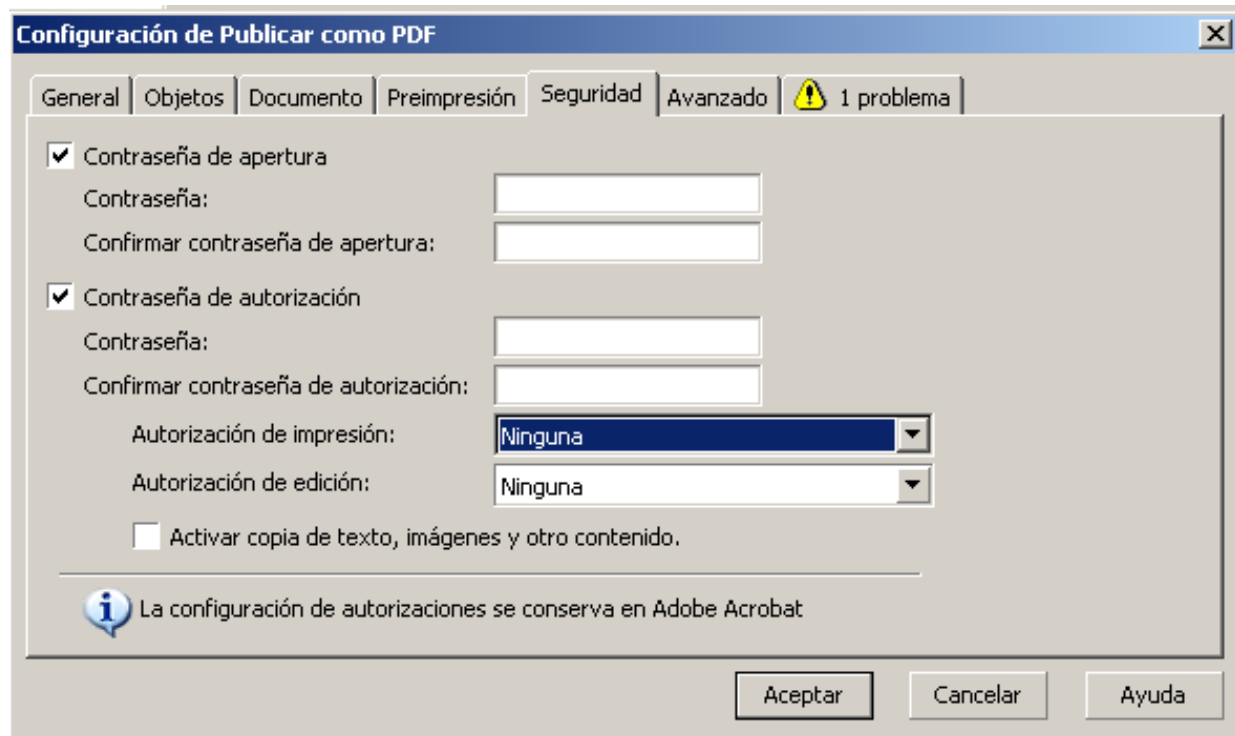 Configuración de Publicar como PDF
General Objetos Documento Preimpresión Seguridad Avanzado 1 problema
Contraseña de apertura
Contraseña:
Confirmar contraseña de apertura:
Contraseña de autorización
Contraseña:
Confirmar contraseña de autorización:
Autorización de impresión: Ninguna
Autorización de edición: Ninguna
Activar copia de texto, imágenes y otro contenido.
La configuración de autorizaciones se conserva en Adobe Acrobat
Aceptar Cancelar Ayuda